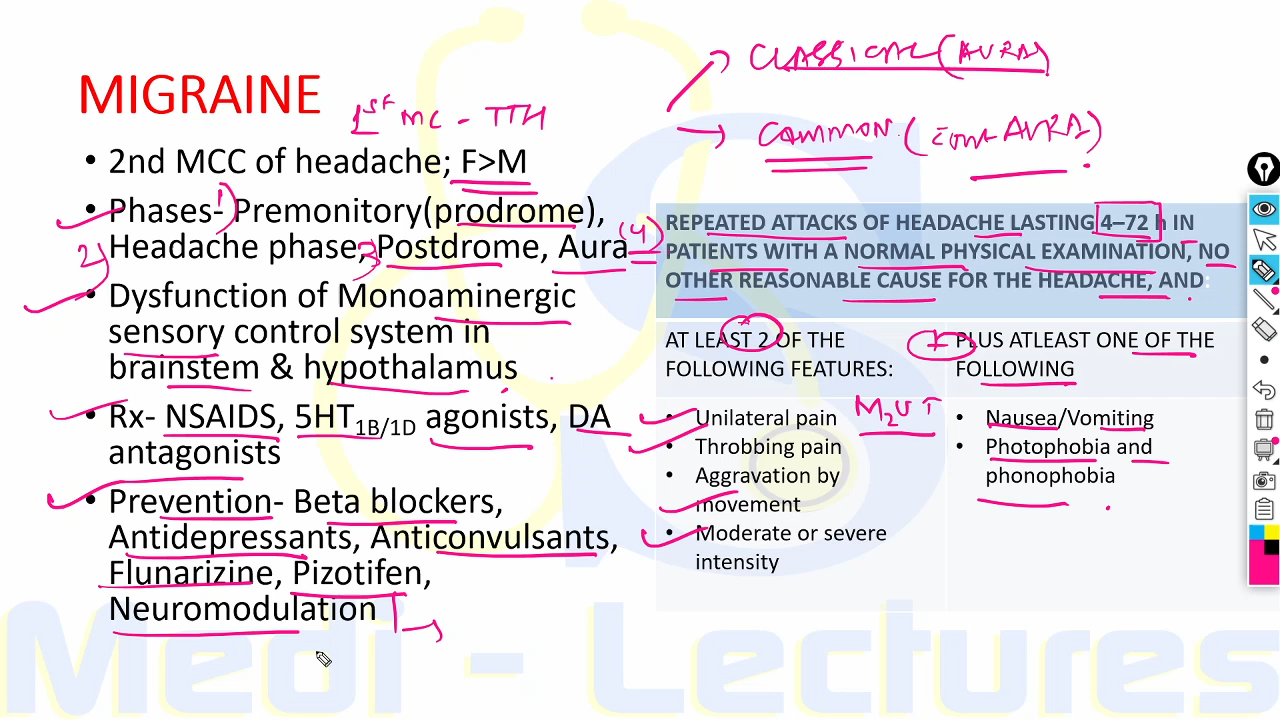 MIGRAINE
1st MC - TTH
CLASSICAL (AURA)
COMMON. ( AURA)
• 2nd MCC of headache; F>M
• Phases- 1) Premonitory(prodrome),
2) Headache phase, 3) Postdrome, Aura (4)
• Dysfunction of Monoaminergic
sensory control system in
brainstem & hypothalamus
• Rx- NSAIDS, 5HT1B/1D agonists, DA
antagonists
• Prevention- Beta blockers,
Antidepressants, Anticonvulsants,
Flunarizine, Pizotifen,
Neuromodulation
REPEATED ATTACKS OF HEADACHE LASTING 4–72 h IN
PATIENTS WITH A NORMAL PHYSICAL EXAMINATION, NO
OTHER REASONABLE CAUSE FOR THE HEADACHE, AND:
AT LEAST 2 OF THE
FOLLOWING FEATURES:
• Unilateral pain M2UT
• Throbbing pain
• Aggravation by
movement
• Moderate or severe
intensity
+ PLUS ATLEAST ONE OF THE
FOLLOWING
• Nausea/Vomiting
• Photophobia and
phonophobia
Medi - Lectures